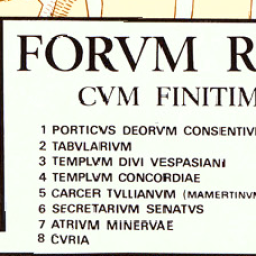 FORVM R
CVM FINITIM
1 PORTICVS DEORVM CONSENTIV
2 TABVLARIVM
3 TEMPLVM DIVI VESPASIANI
4 TEMPLVM CONCORDIAE
5 CARCER TVLLIANVM (MAMERTINVM
6 SECRETARIVM SENATVS
7 ATRIVM MINERVAE
8 CVRIA